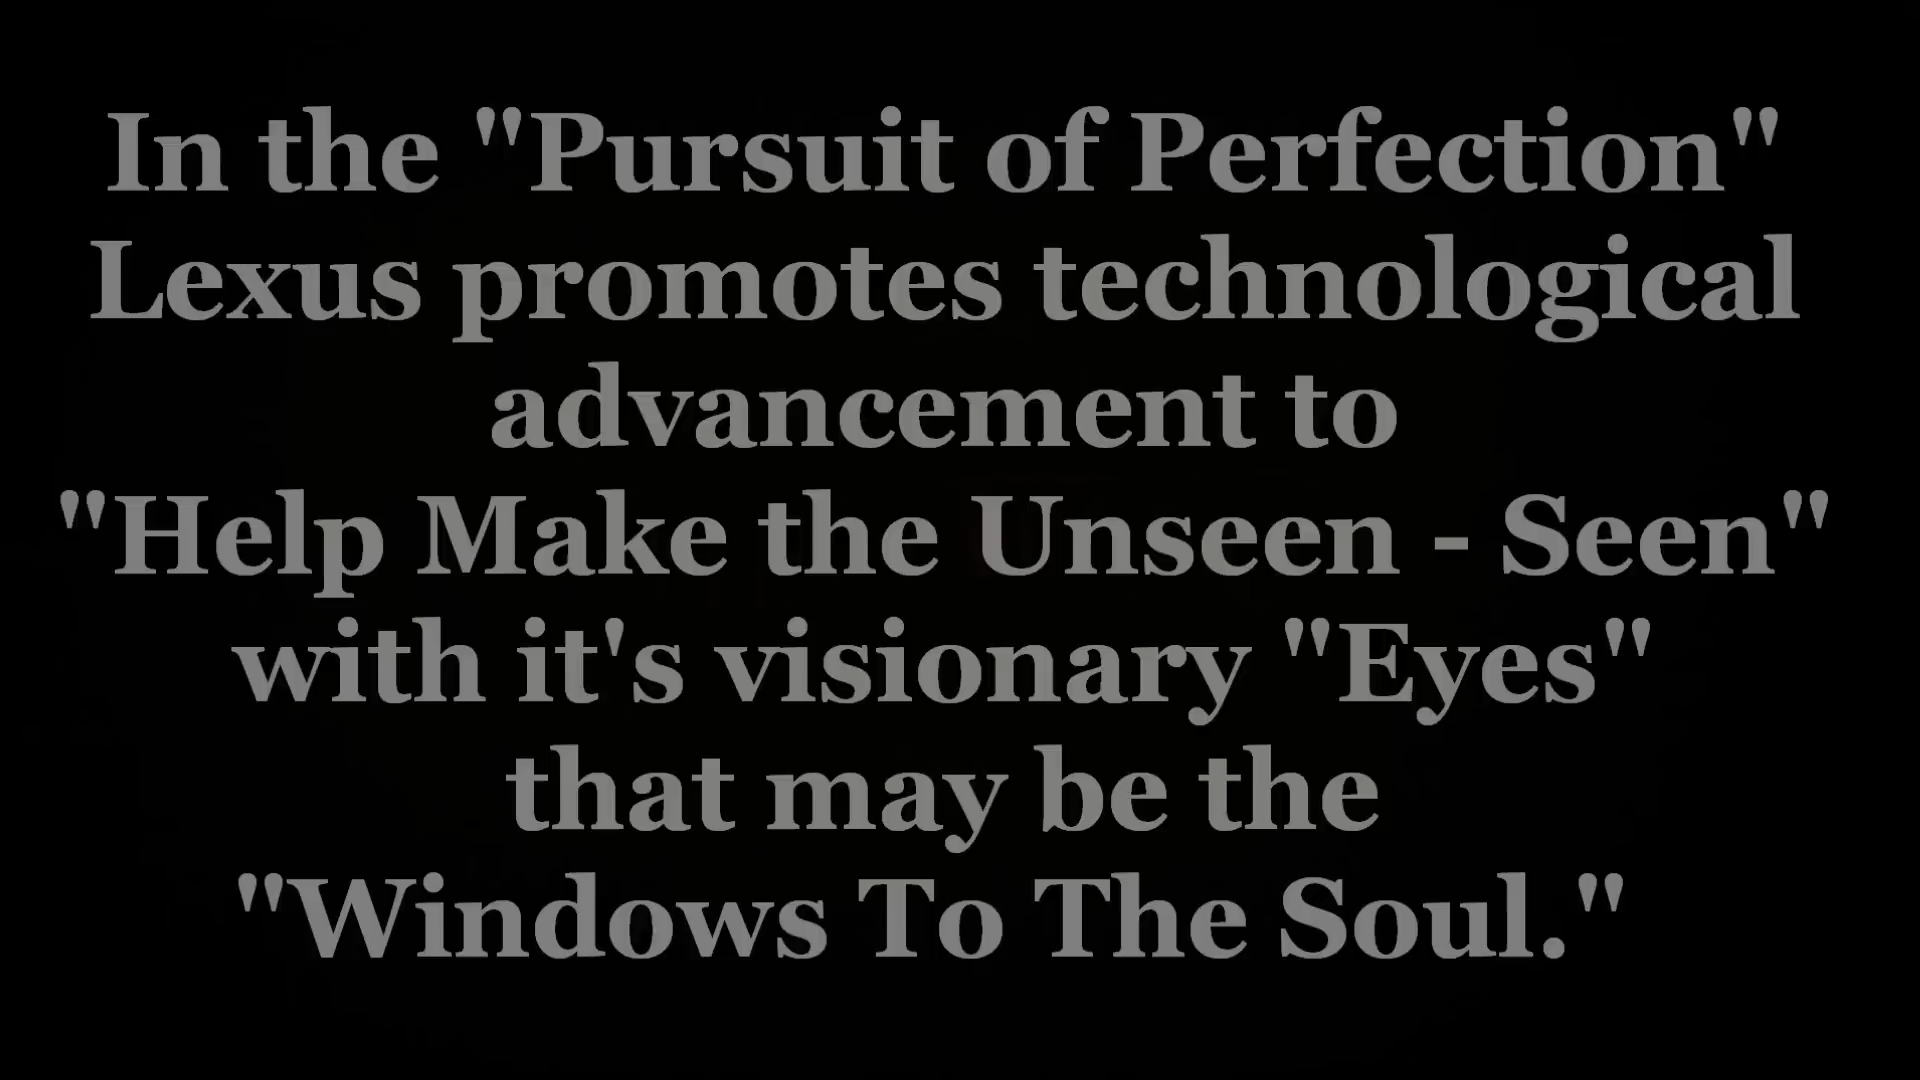 In the "Pursuit of Perfection"
Lexus promotes technological
advancement to
"Help Make the Unseen - Seen"
with it's visionary "Eyes"
that may be the
"Windows To The Soul."